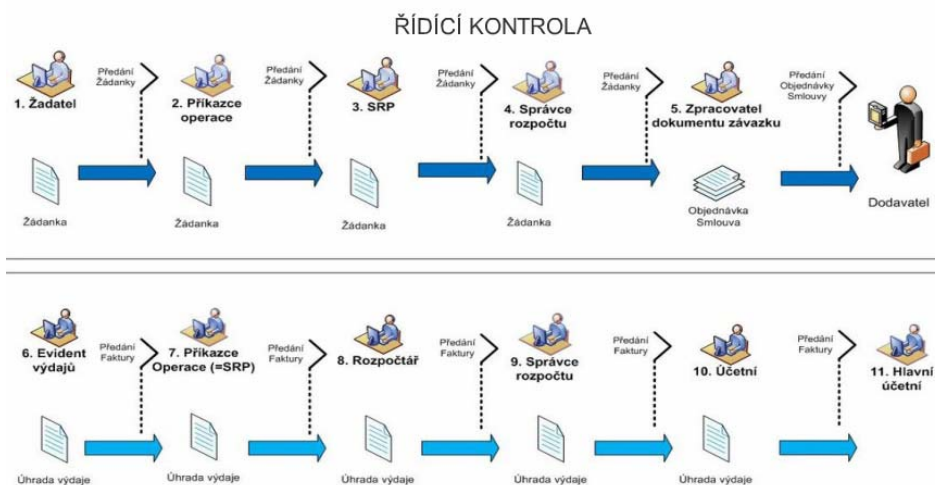 ŘÍDÍCÍ KONTROLA
Předání
Žádanky
Předání
Žádanky
Předání
Žádanky
Předání
Žádanky
Předání
Objednávky
Smlouvy
1. Žadatel
2. Příkazce
operace
3. SRP
4. Správce
rozpočtu
5. Zpracovatel
dokumentu závazku
Žádanka
Žádanka
Žádanka
Žádanka
Objednávka
Smlouva
Dodavatel
6. Evident
výdajů
Předání
Faktury
7. Příkazce
Operace (=SRP)
Předání
Faktury
8. Rozpočtář
Předání
Faktury
9. Správce
rozpočtu
Předání
Faktury
10. Účetní
Předání
Faktury
11. Hlavní
účetní
Úhrada výdaje
Úhrada výdaje
Úhrada výdaje
Úhrada výdaje
Úhrada výdaje